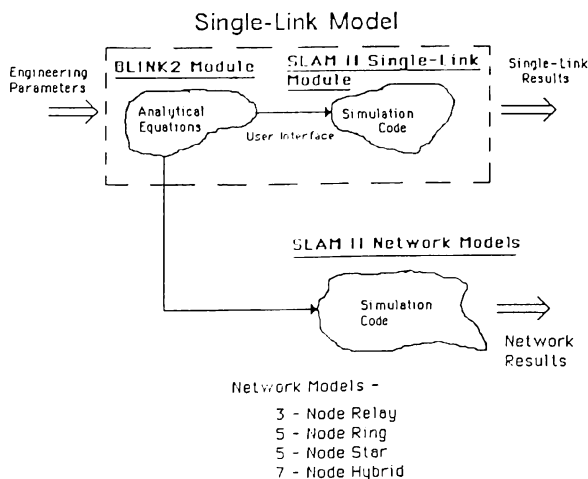 Single-Link Model
Engineering
Parameters
BLINK2 Module
SLAM II Single-Link
Module
Single-Link
Results
Analytical
Equations
User Interface
Simulation
Code
SLAM II Network Models
Simulation
Code
Network
Results
Network Models -
3 - Node Relay
5 - Node Ring
5 - Node Star
7 - Node Hybrid